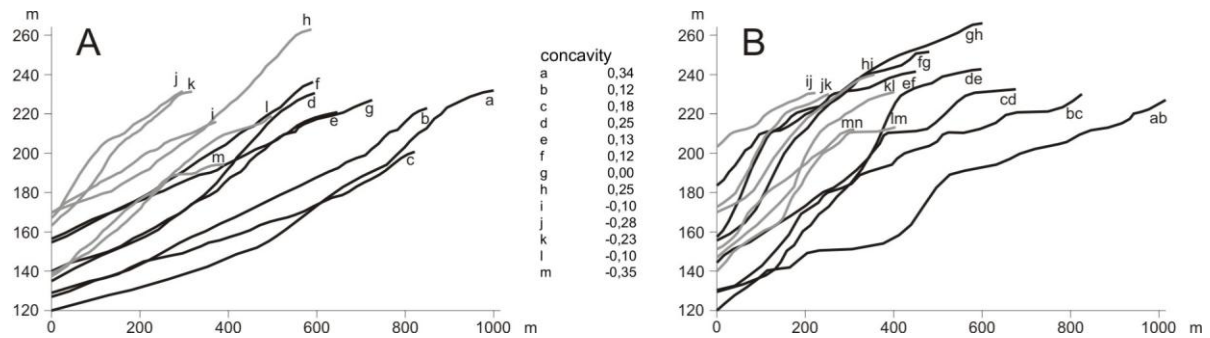 m
A
260
240
220
200
180
160
140
120
0
200
400
600
800
1000
m
h
j
k
i
l
f
d
g
e
b
a
c
m
concavity
a 0,34
b 0,12
c 0,18
d 0,25
e 0,13
f 0,12
g 0,00
h 0,25
i -0,10
j -0,28
k -0,23
l -0,10
m -0,35
m
B
260
240
220
200
180
160
140
120
0
200
400
600
800
1000
m
gh
fg
hi
de
ij
jk
kl
ef
cd
lm
mn
bc
ab